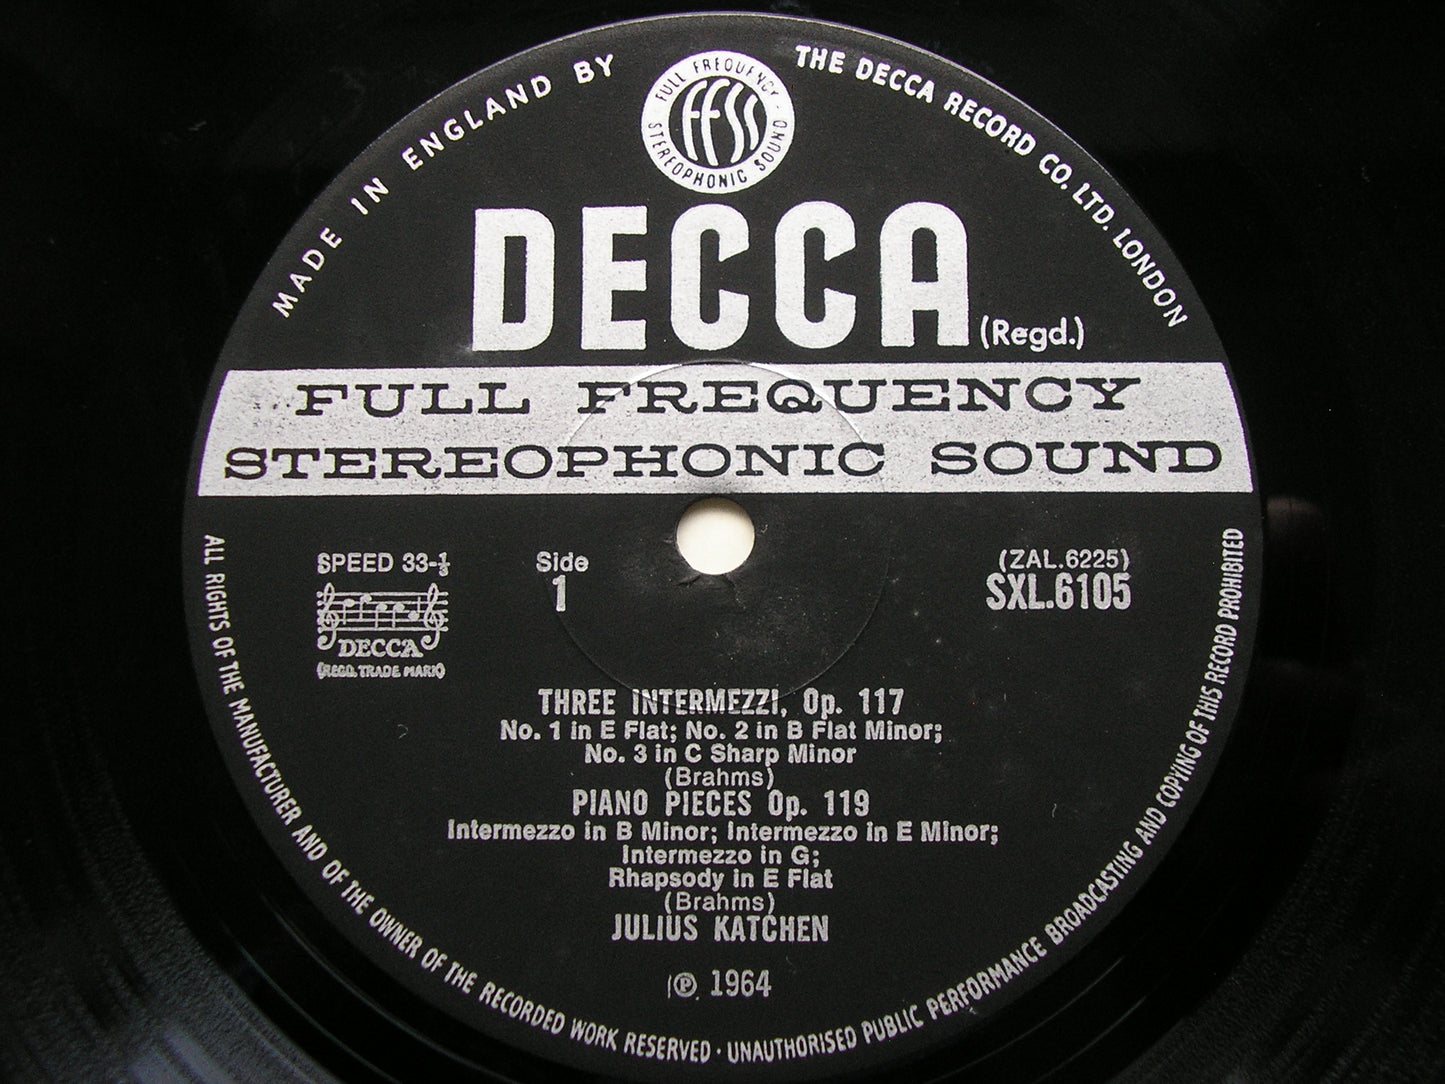 MADE IN ENGLAND BY
THE DECCA RECORD CO. LTD. LONDON
FULL FREQUENCY
FFSS
STEREOPHONIC SOUND
DECCA
(Regd.)
FULL FREQUENCY
STEREOPHONIC SOUND
SPEED 33-⅓
Side
1
(ZAL.6225)
SXL.6105
DECCA
(REGD. TRADE MARK)
THREE INTERMEZZI, Op. 117
No. 1 in E Flat; No. 2 in B Flat Minor;
No. 3 in C Sharp Minor
(Brahms)
PIANO PIECES Op. 119
Intermezzo in B Minor; Intermezzo in E Minor;
Intermezzo in G;
Rhapsody in E Flat
(Brahms)
JULIUS KATCHEN
℗ 1964
ALL RIGHTS OF THE MANUFACTURER AND OF THE OWNER OF THE RECORDED WORK RESERVED · UNAUTHORISED PUBLIC PERFORMANCE BROADCASTING AND COPYING OF THIS RECORD PROHIBITED